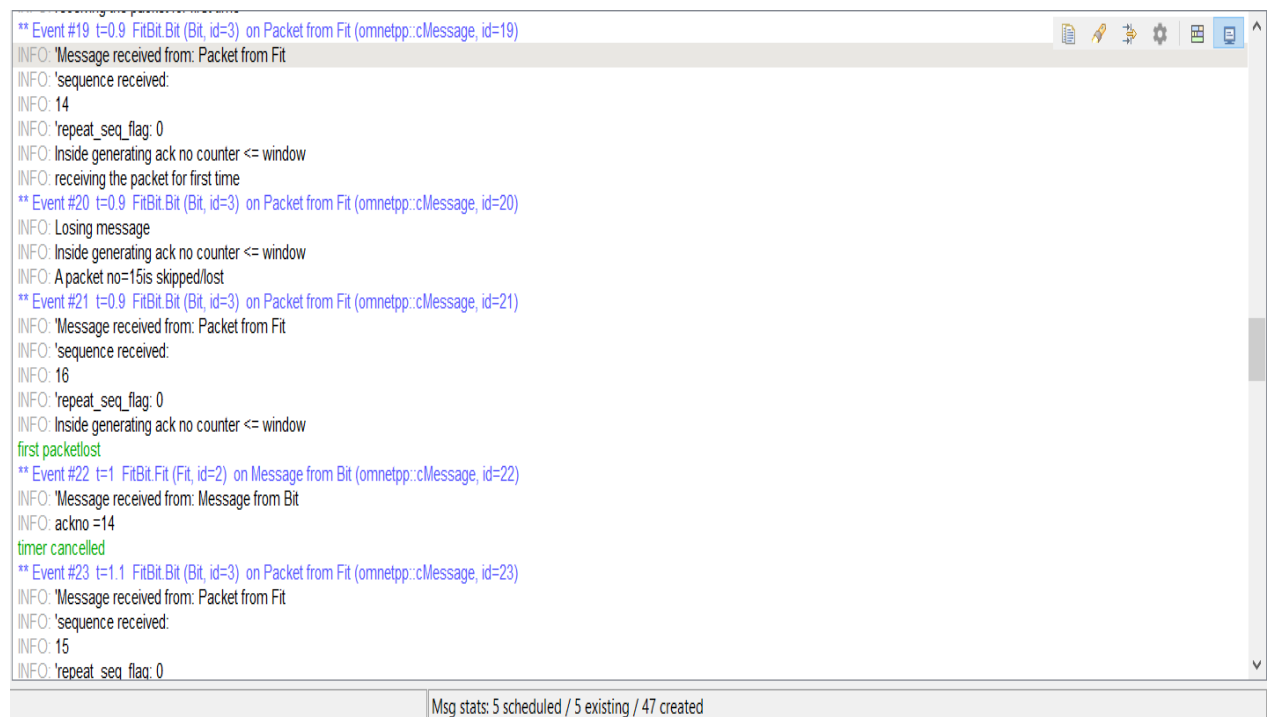 INFO: receiving the packet for first time
** Event #19 t=0.9 FitBit.Bit (Bit, id=3) on Packet from Fit (omnetpp::cMessage, id=19)
INFO: 'Message received from: Packet from Fit
INFO: 'sequence received:
INFO: 14
INFO: 'repeat_seq_flag: 0
INFO: Inside generating ack no counter <= window
INFO: receiving the packet for first time
** Event #20 t=0.9 FitBit.Bit (Bit, id=3) on Packet from Fit (omnetpp::cMessage, id=20)
INFO: Losing message
INFO: Inside generating ack no counter <= window
INFO: A packet no=15is skipped/lost
** Event #21 t=0.9 FitBit.Bit (Bit, id=3) on Packet from Fit (omnetpp::cMessage, id=21)
INFO: 'Message received from: Packet from Fit
INFO: 'sequence received:
INFO: 16
INFO: 'repeat_seq_flag: 0
INFO: Inside generating ack no counter <= window
first packetlost
** Event #22 t=1 FitBit.Fit (Fit, id=2) on Message from Bit (omnetpp::cMessage, id=22)
INFO: 'Message received from: Message from Bit
INFO: ackno =14
timer cancelled
** Event #23 t=1.1 FitBit.Bit (Bit, id=3) on Packet from Fit (omnetpp::cMessage, id=23)
INFO: 'Message received from: Packet from Fit
INFO: 'sequence received:
INFO: 15
INFO: 'repeat_seq_flag: 0
Msg stats: 5 scheduled / 5 existing / 47 created